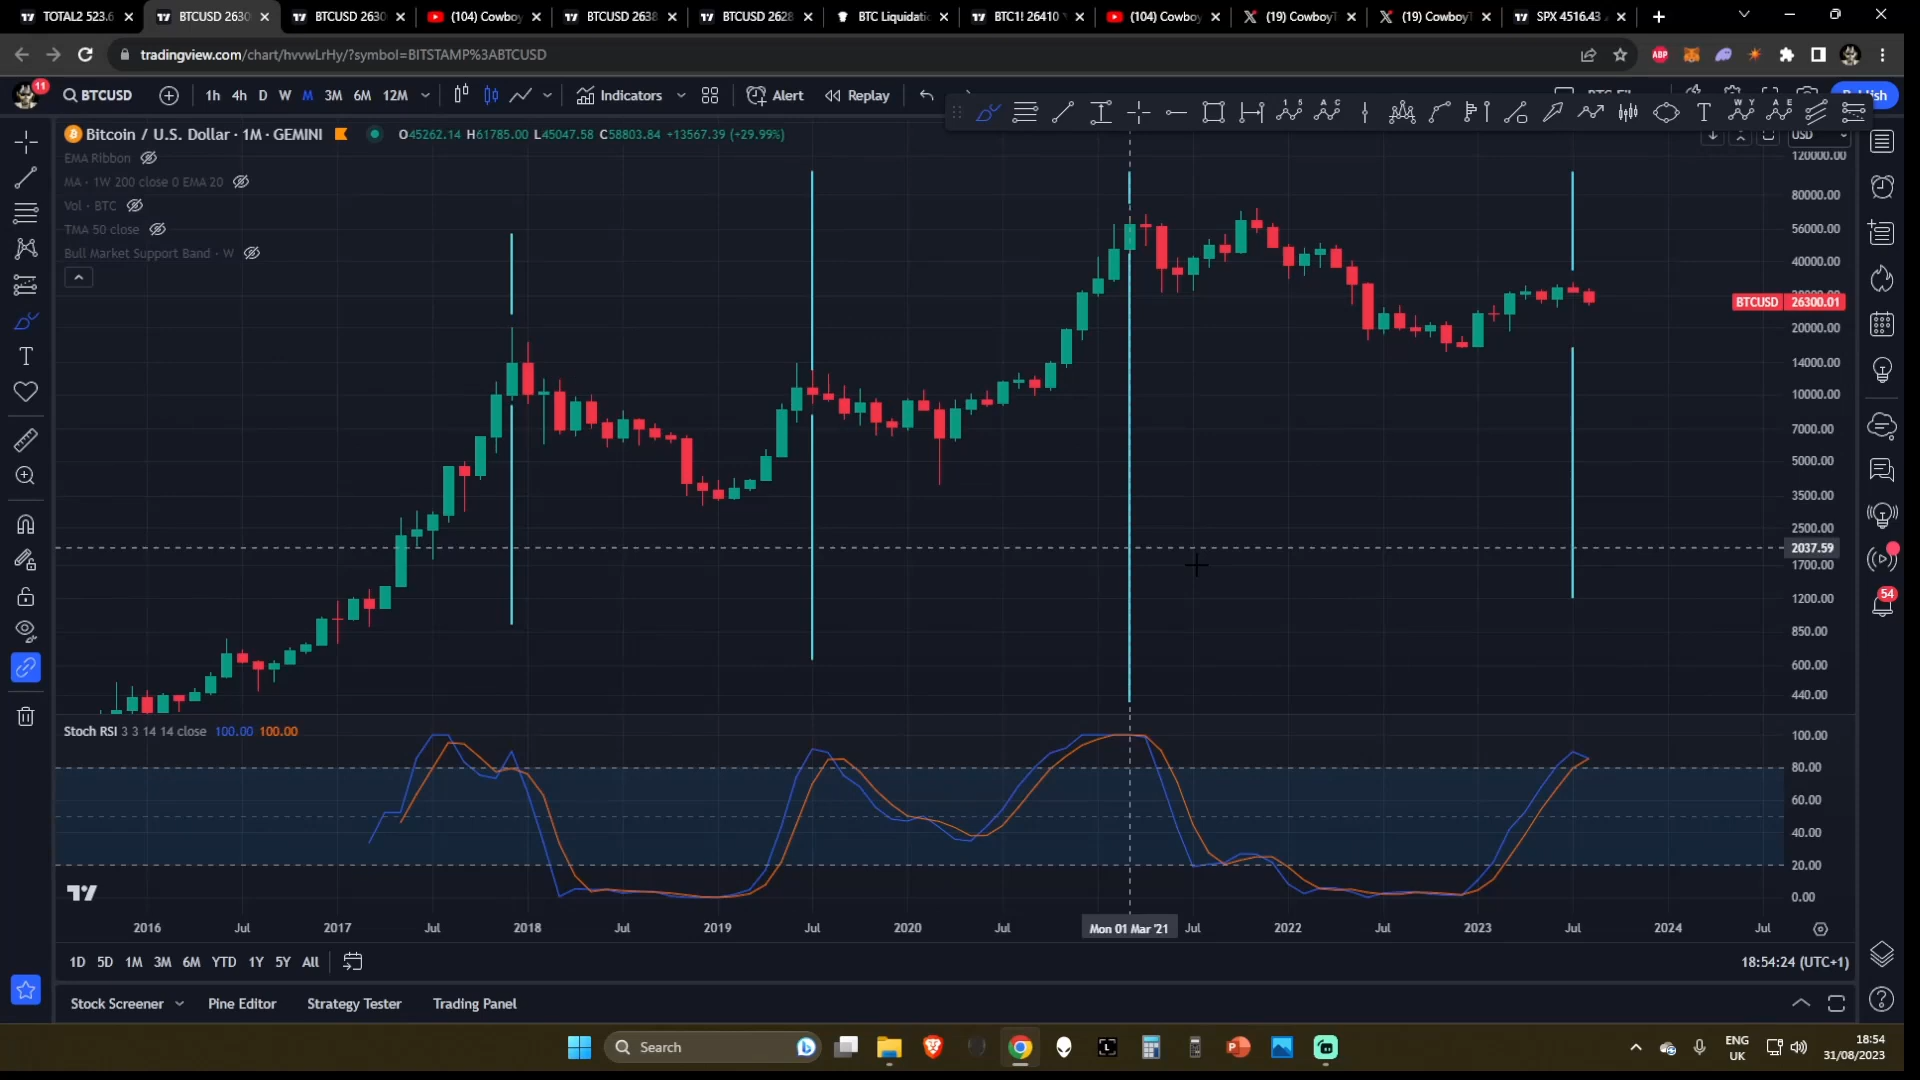 TOTAL2 523.6
BTCUSD 2630
BTCUSD 2630
(104) Cowboy
BTCUSD 2638
BTCUSD 2628
BTC Liquidati
BTC1! 26410
(104) Cowboy
(19) CowboyT
(19) CowboyT
SPX 4516.43
tradingview.com/chart/hvvwLrHy/?symbol=BITSTAMP%3ABTCUSD
ABP
11
BTCUSD
1h 4h D W M 3M 6M 12M
Indicators
Alert
Replay
Bitcoin / U.S. Dollar · 1M · GEMINI
O45262.14 H61785.00 L45047.58 C58803.84 +13567.39 (+29.99%)
USD
EMA Ribbon
MA · 1W 200 close 0 EMA 20
Vol · BTC
TMA 50 close
Bull Market Support Band · W
120000.00
80000.00
56000.00
40000.00
BTCUSD 26300.01
20000.00
14000.00
10000.00
7000.00
5000.00
3500.00
2500.00
2037.59
1700.00
1200.00
850.00
600.00
440.00
54
Stoch RSI 3 3 14 14 close 100.00 100.00
100.00
80.00
60.00
40.00
20.00
0.00
2016 Jul 2017 Jul 2018 Jul 2019 Jul 2020 Jul Mon 01 Mar '21 Jul 2022 Jul 2023 Jul 2024 Jul
1D 5D 1M 3M 6M YTD 1Y 5Y All
18:54:24 (UTC+1)
Stock Screener
Pine Editor
Strategy Tester
Trading Panel
Search
ENG
UK
18:54
31/08/2023